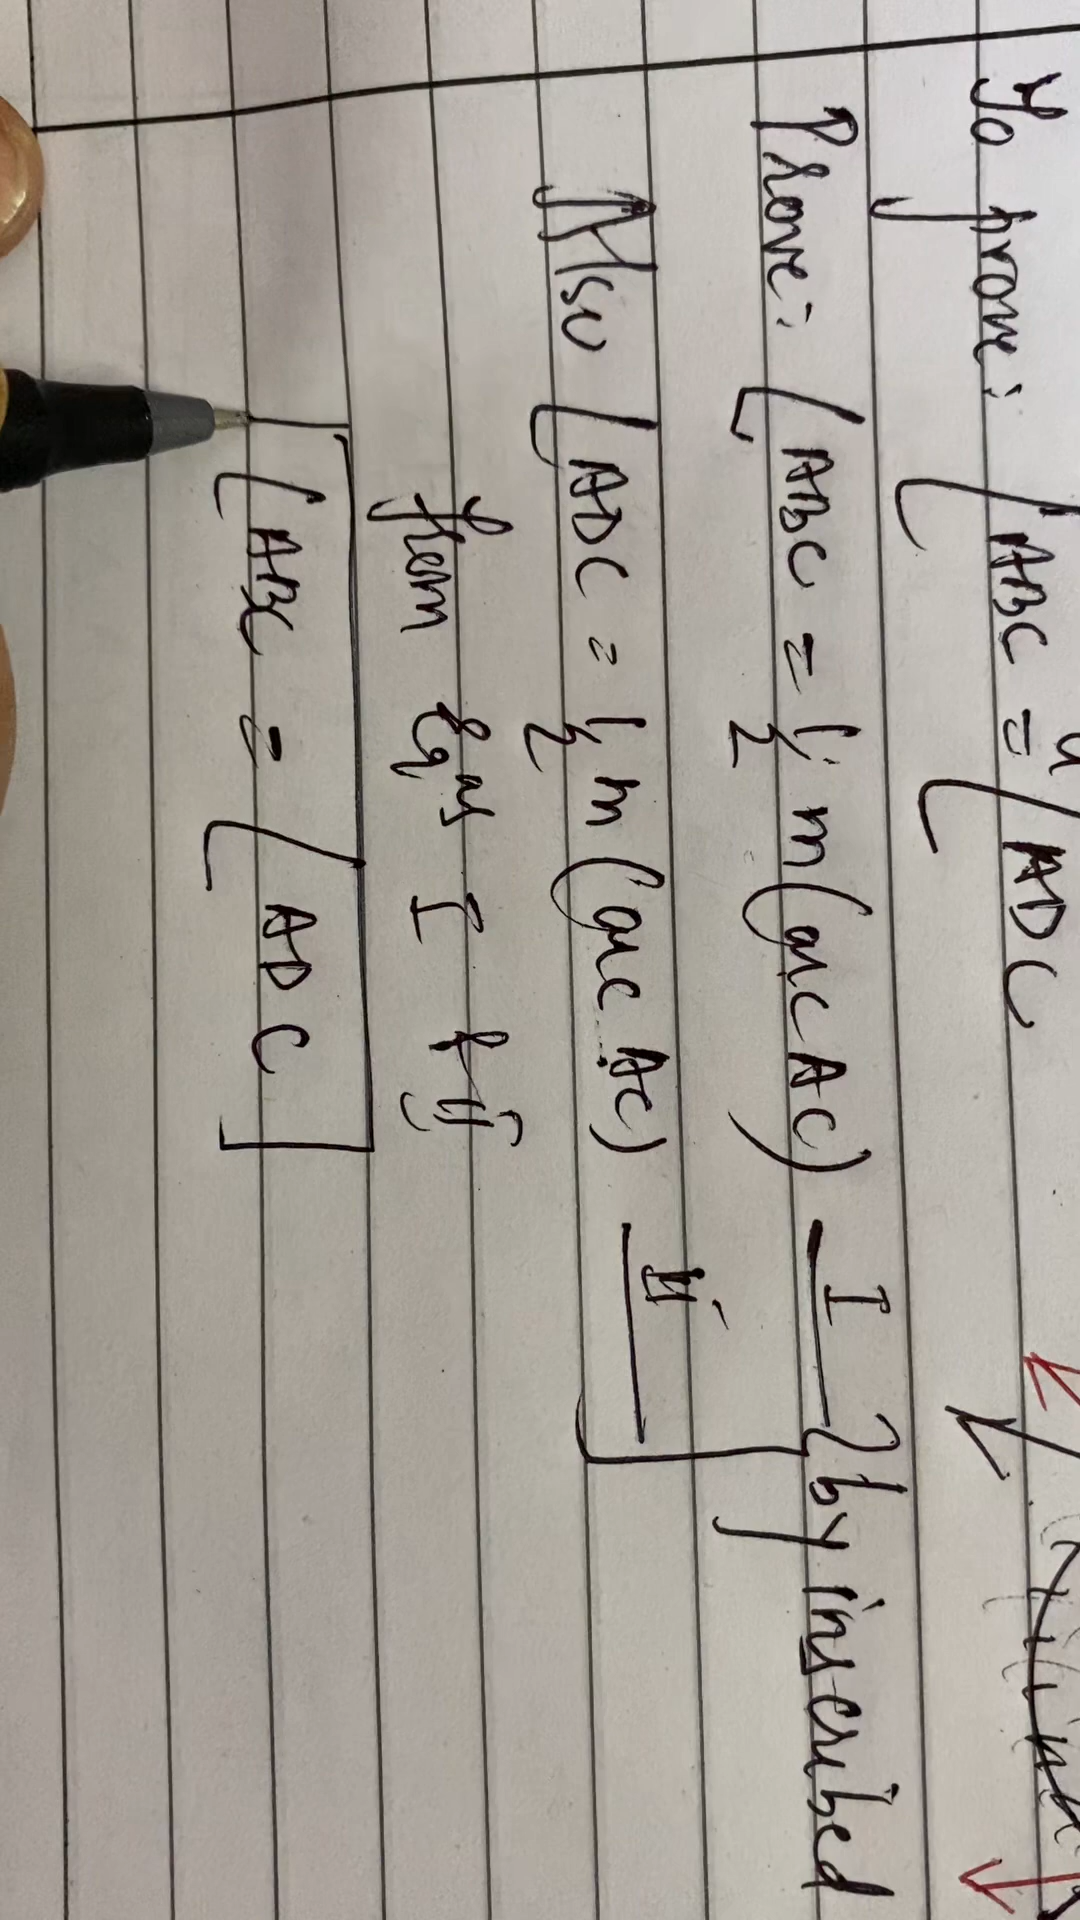 To prove: ∠ABC = ∠ADC
Prove: ∠ABC = 1/2 m(arc AC) — I } by inscribed
Also ∠ADC = 1/2 m(arc AC) — II
from Eqns I & II
∠ABC = ∠ADC